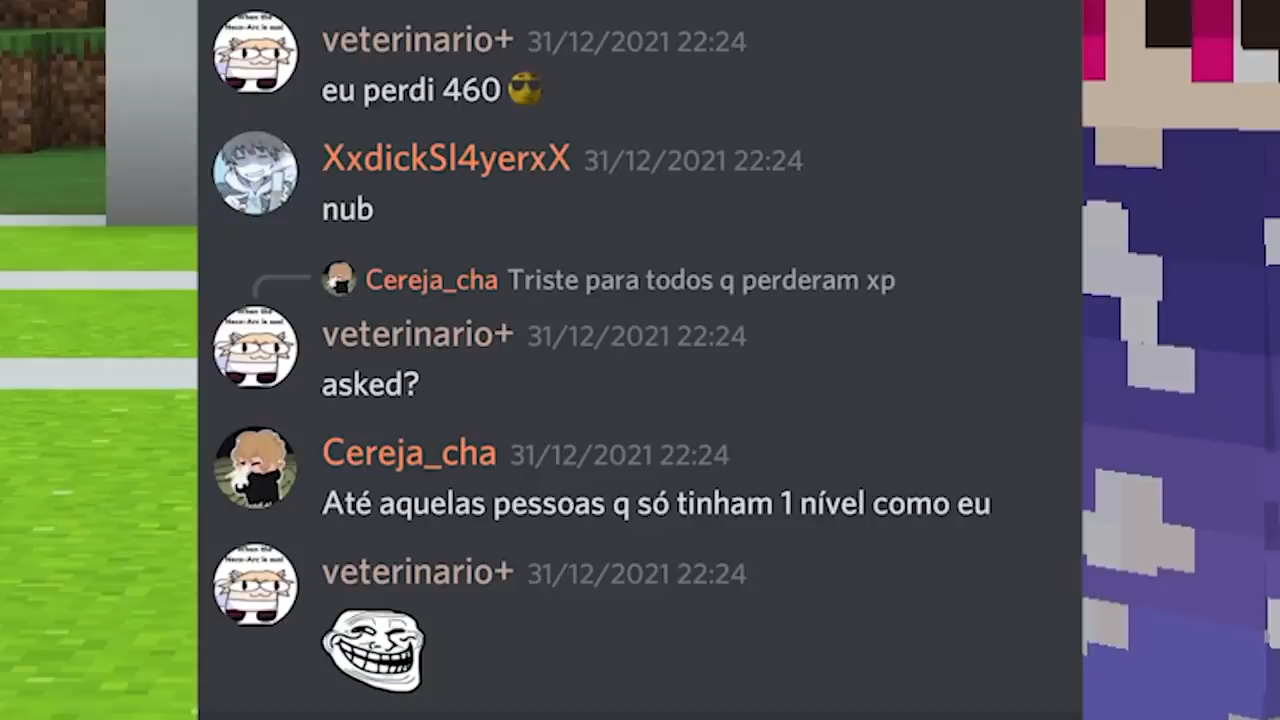 veterinario+ 31/12/2021 22:24
eu perdi 460
XxdickSl4yerxX 31/12/2021 22:24
nub
Cereja_cha Triste para todos q perderam xp
veterinario+ 31/12/2021 22:24
asked?
Cereja_cha 31/12/2021 22:24
Até aquelas pessoas q só tinham 1 nível como eu
veterinario+ 31/12/2021 22:24